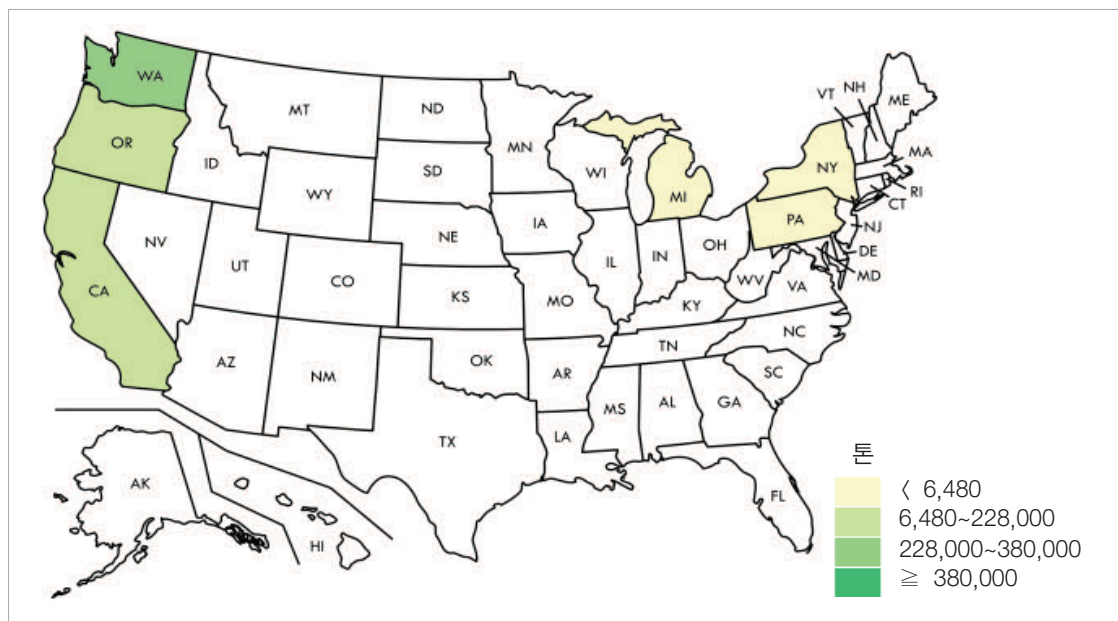 WA
MT
ND
MN
VT
NH
ME
OR
ID
SD
WI
NY
MA
WY
MI
RI
CT
IA
PA
NJ
NE
OH
DE
NV
UT
IL
IN
MD
CO
WV
VA
CA
KS
MO
KY
NC
TN
OK
AZ
NM
AR
SC
MS
AL
GA
TX
LA
AK
HI
FL
톤
< 6,480
6,480~228,000
228,000~380,000
≧ 380,000